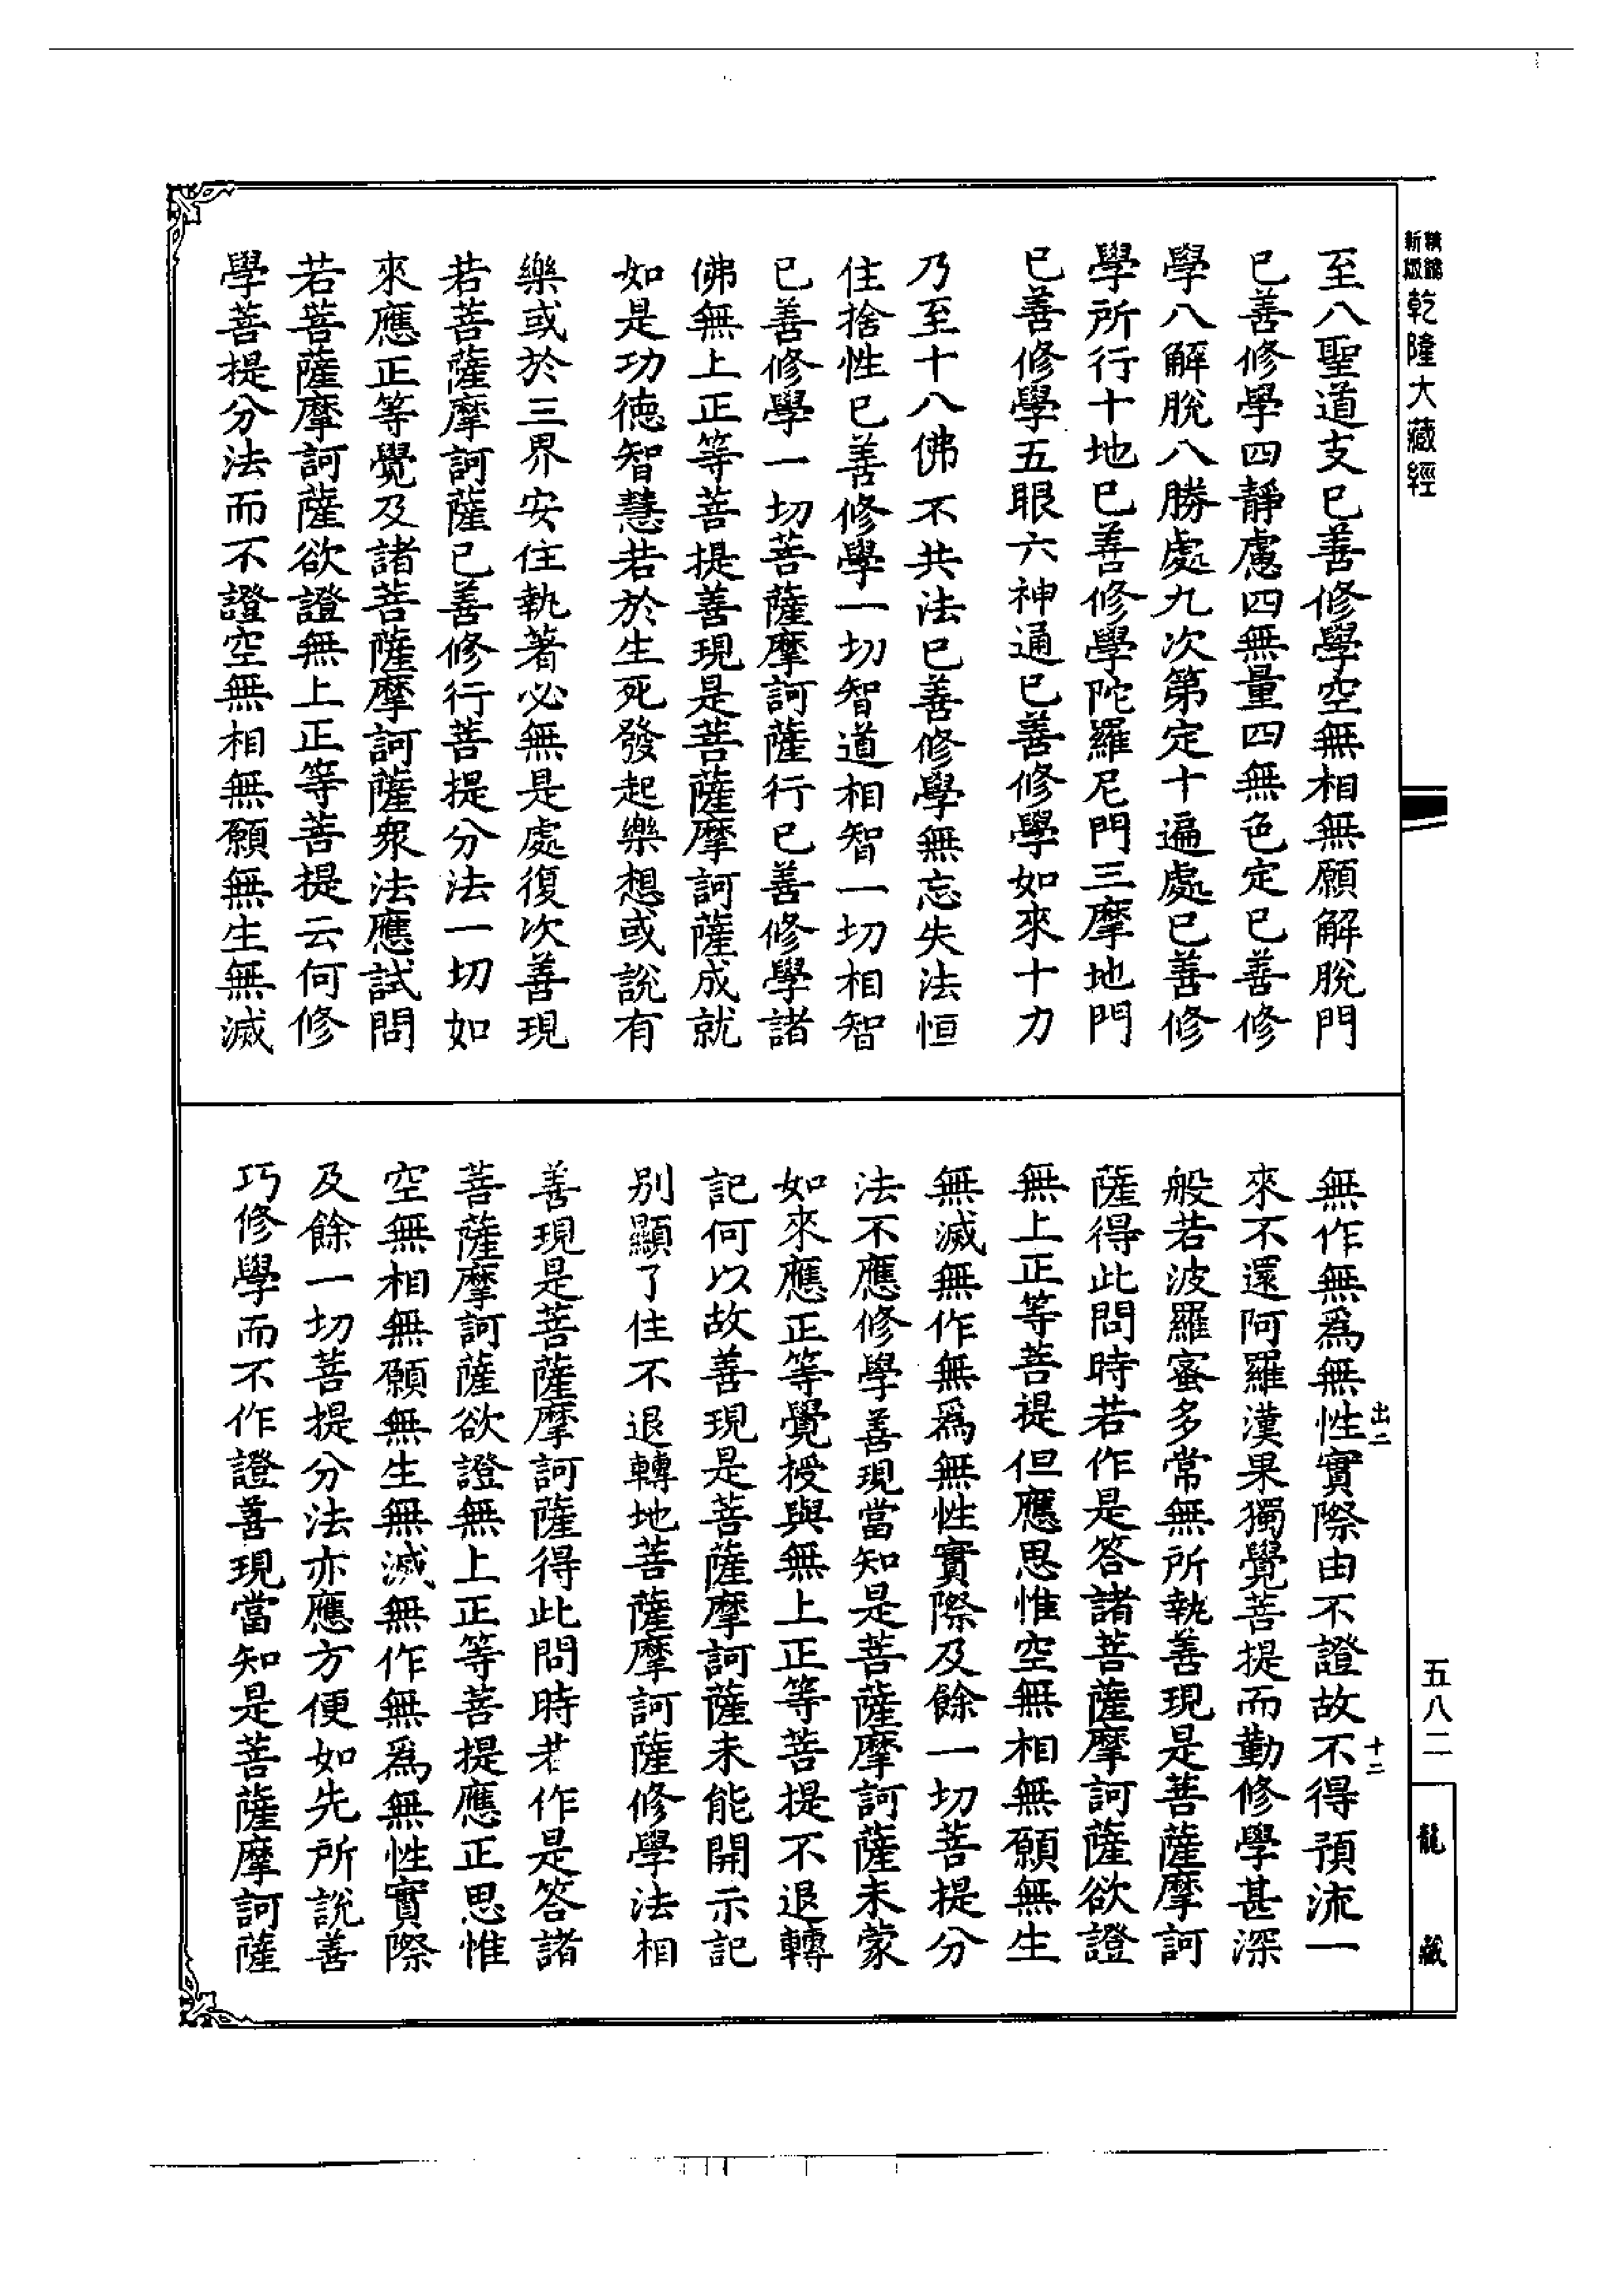 新版
精縮
乾隆大藏經
至八聖道支已善修學空無相無願解脫門
已善修學四靜慮四無量四無色定已善修
學八解脫八勝處九次第定十遍處已善修
學所行十地已善修學陀羅尼門三摩地門
已善修學五眼六神通已善修學如來十力
乃至十八佛不共法已善修學無忘失法恒
住捨性已善修學一切智道相智一切相智
已善修學一切菩薩摩訶薩行已善修學諸
佛無上正等菩提善現是菩薩摩訶薩成就
如是功德智慧若於生死發起樂想或說有
樂或於三界安住執著必無是處復次善現
若菩薩摩訶薩已善修行菩提分法一切如
來應正等覺及諸菩薩摩訶薩衆法應試問
若菩薩摩訶薩欲證無上正等菩提云何修
學菩提分法而不證空無相無願無生無滅
無作無爲無性實際由不證故不得預流一
來不還阿羅漢果獨覺菩提而勤修學甚深
般若波羅蜜多常無所執善現是菩薩摩訶
薩得此問時若作是答諸菩薩摩訶薩欲證
無上正等菩提但應思惟空無相無願無生
無滅無作無爲無性實際及餘一切菩提分
法不應修學善現當知是菩薩摩訶薩未蒙
如來應正等覺授與無上正等菩提不退轉
記何以故善現是菩薩摩訶薩未能開示記
别顯了住不退轉地菩薩摩訶薩修學法相
善現是菩薩摩訶薩得此問時若作是答諸
菩薩摩訶薩欲證無上正等菩提應正思惟
空無相無願無生無滅無作無爲無性實際
及餘一切菩提分法亦應方便如先所說善
巧修學而不作證善現當知是菩薩摩訶薩
出二
十二
五八二
龍藏